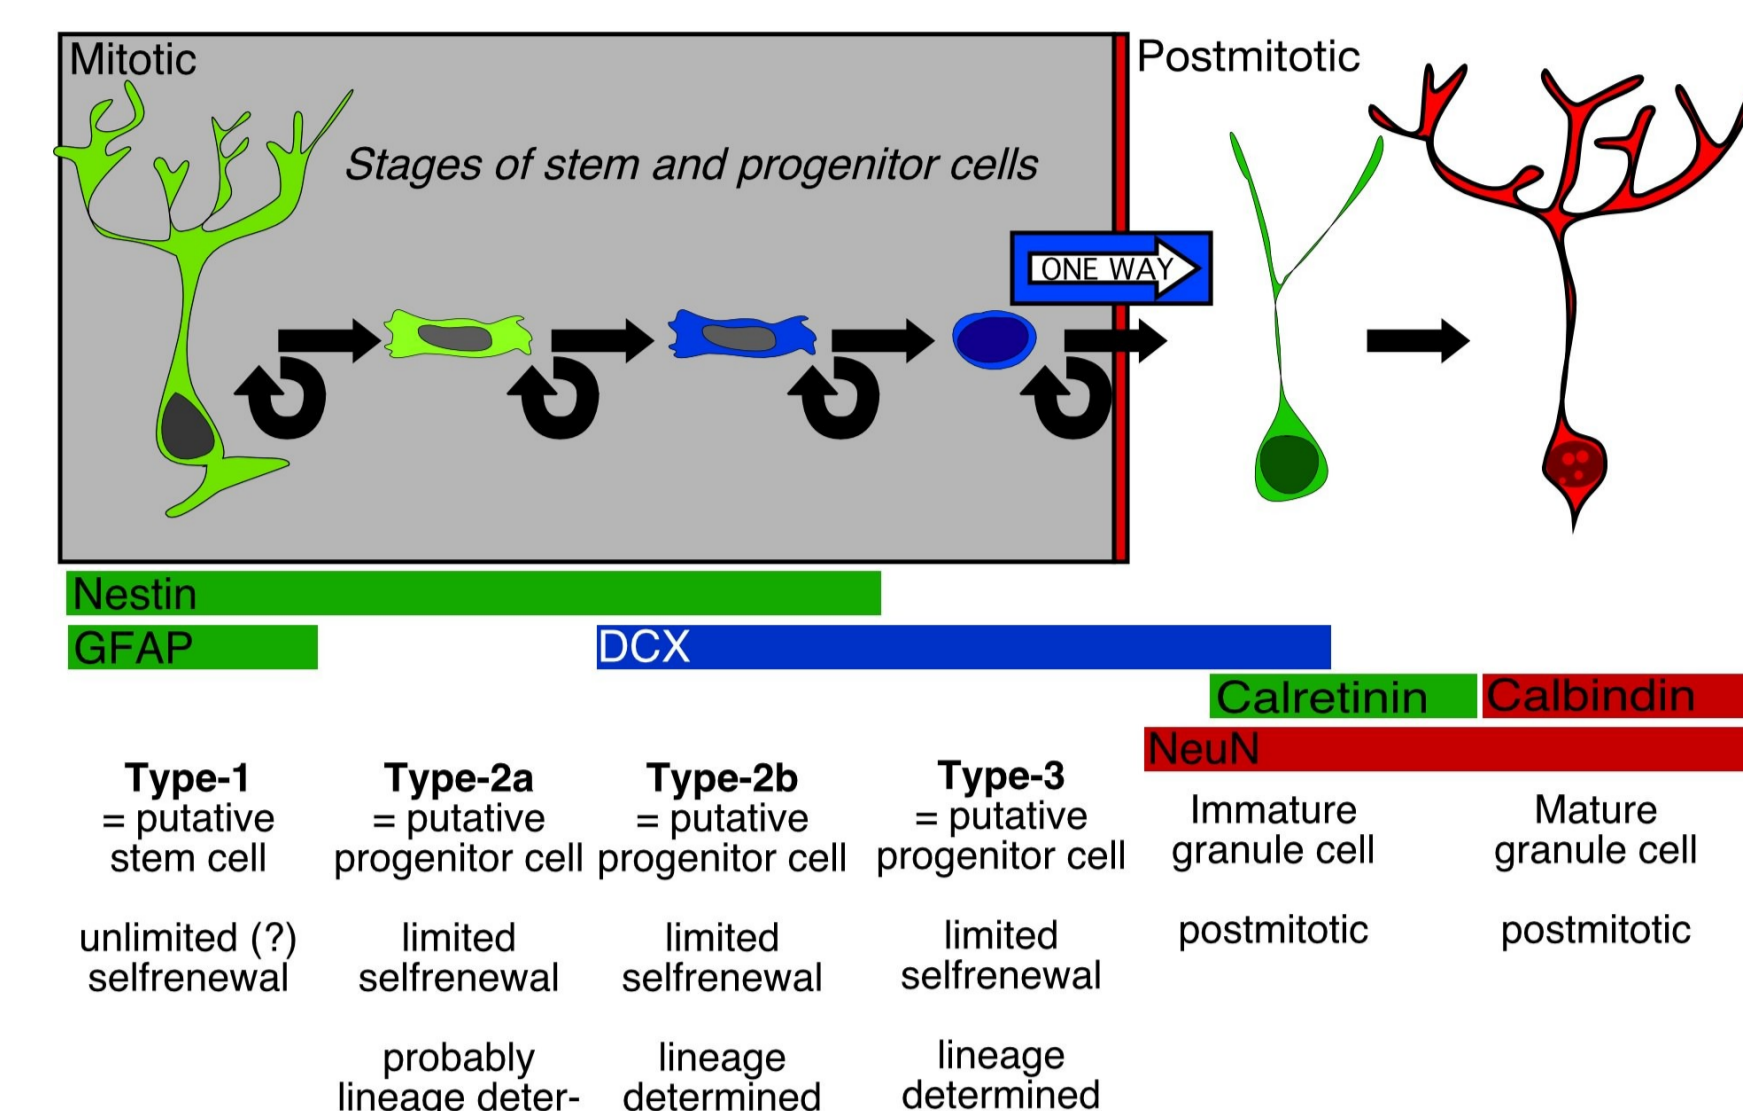 Mitotic
Postmitotic
Stages of stem and progenitor cells
ONE WAY
Nestin
GFAP
DCX
Calretinin
Calbindin
NeuN
Type-1
= putative
stem cell
unlimited (?)
selfrenewal
Type-2a
= putative
progenitor cell
limited
selfrenewal
probably
lineage deter-
Type-2b
= putative
progenitor cell
limited
selfrenewal
lineage
determined
Type-3
= putative
progenitor cell
limited
selfrenewal
lineage
determined
Immature
granule cell
postmitotic
Mature
granule cell
postmitotic